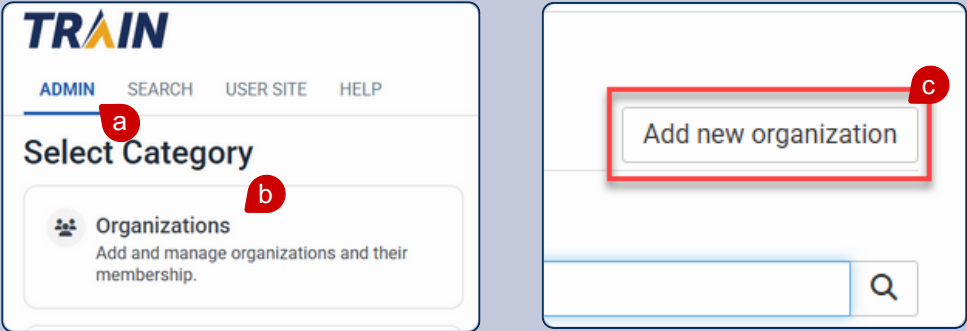 TRAIN
ADMIN SEARCH USER SITE HELP
a
Select Category
b
Organizations
Add and manage organizations and their
membership.
c
Add new organization